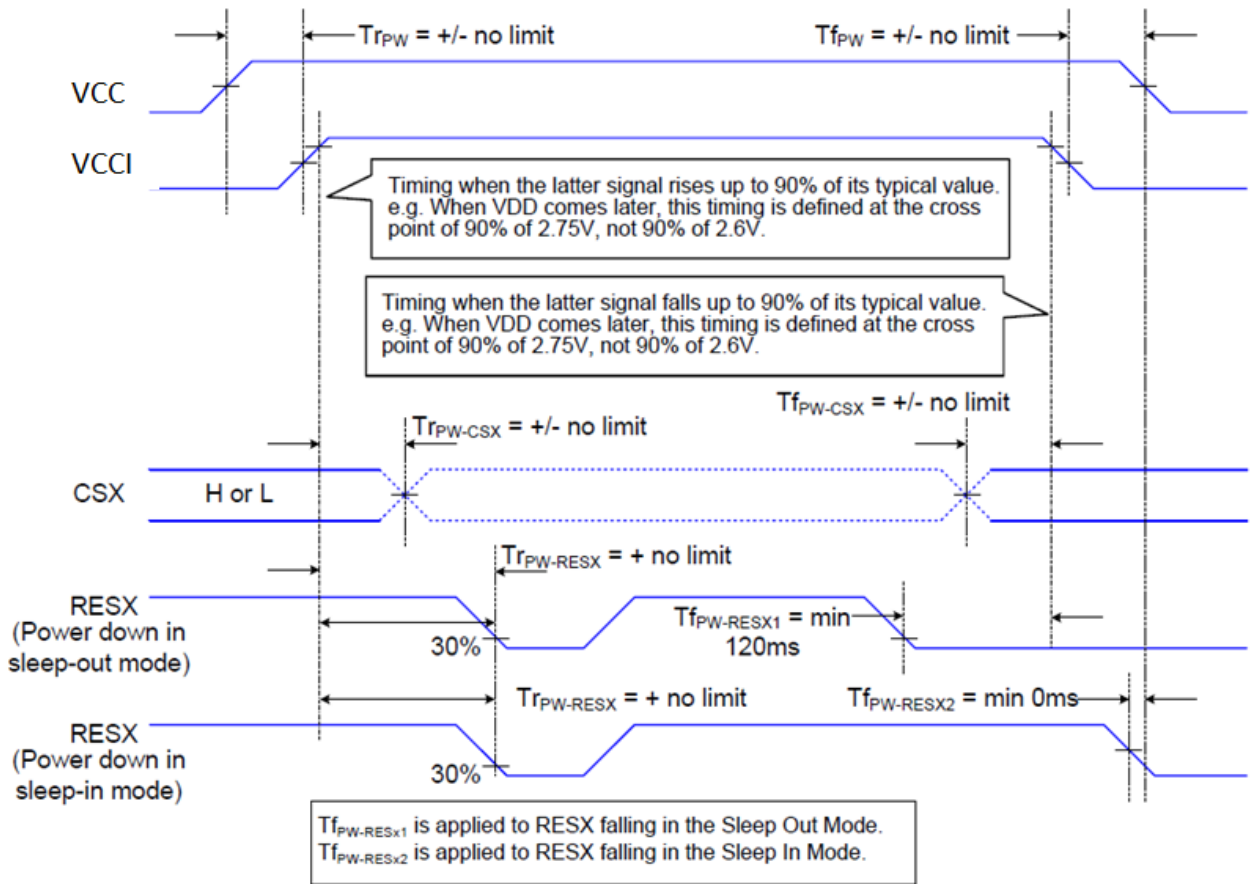 TrPW = +/- no limit
TfPW = +/- no limit
VCC
VCCI
Timing when the latter signal rises up to 90% of its typical value.
e.g. When VDD comes later, this timing is defined at the cross
point of 90% of 2.75V, not 90% of 2.6V.
Timing when the latter signal falls up to 90% of its typical value.
e.g. When VDD comes later, this timing is defined at the cross
point of 90% of 2.75V, not 90% of 2.6V.
TfPW-CSX = +/- no limit
TrPW-CSX = +/- no limit
CSX
H or L
TrPW-RESX = + no limit
RESX
(Power down in
sleep-out mode)
30%
TfPW-RESX1 = min
120ms
TrPW-RESX = + no limit
TfPW-RESX2 = min 0ms
RESX
(Power down in
sleep-in mode)
30%
TfPW-RESx1 is applied to RESX falling in the Sleep Out Mode.
TfPW-RESx2 is applied to RESX falling in the Sleep In Mode.